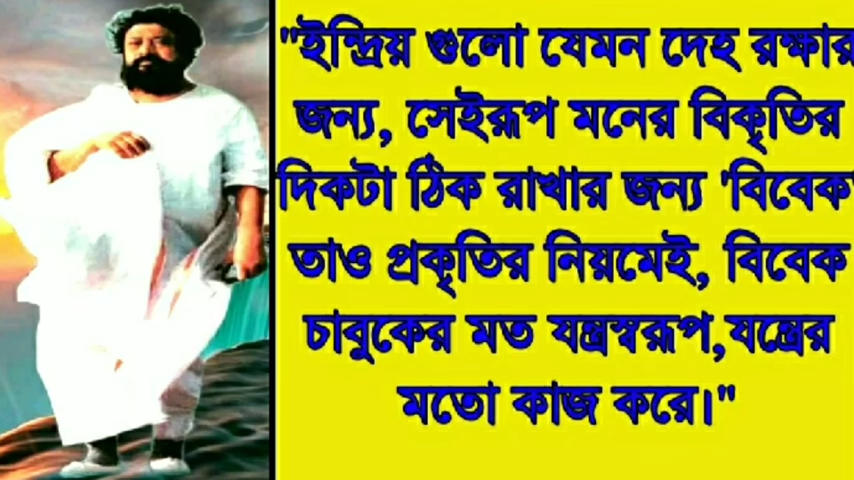 "ইন্দ্রিয় গুলো যেমন দেহ রক্ষার
জন্য, সেইরূপ মনের বিকৃতির
দিকটা ঠিক রাখার জন্য 'বিবেক'
তাও প্রকৃতির নিয়মেই, বিবেক
চাবুকের মত যন্ত্রস্বরূপ,যন্ত্রের
মতো কাজ করে।"